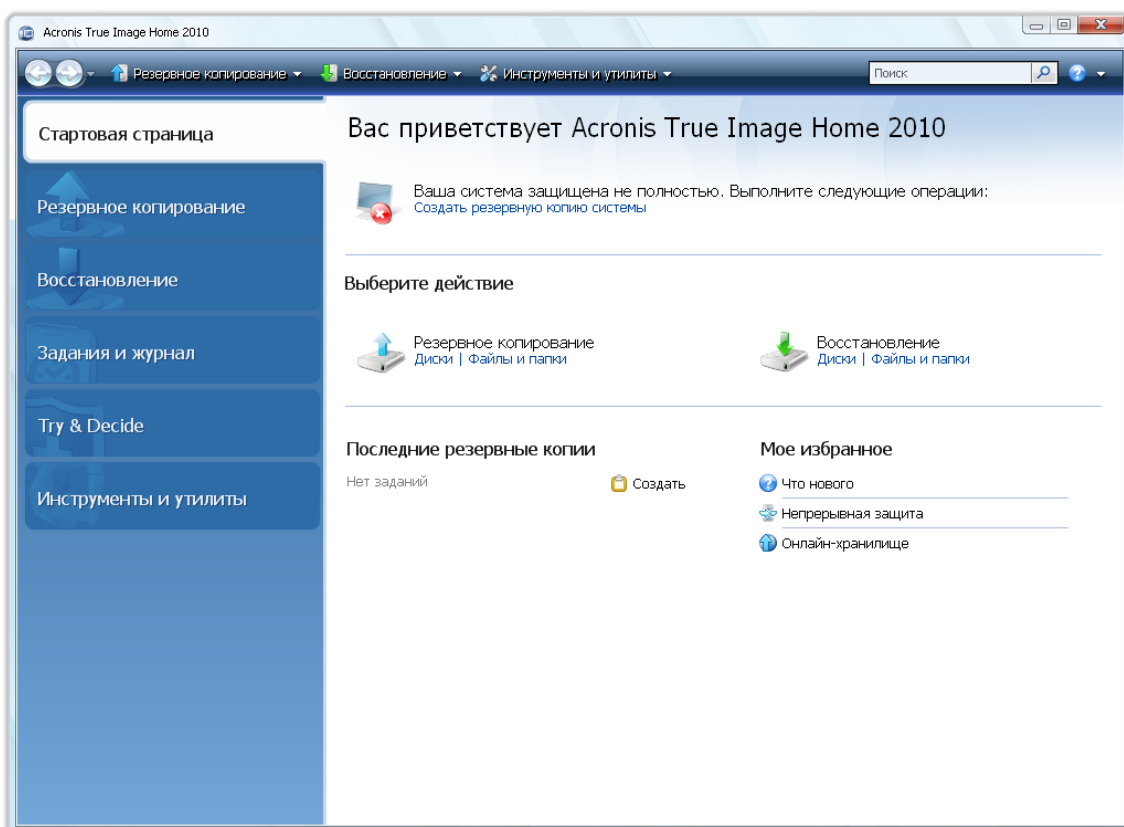 Acronis True Image Home 2010
Резервное копирование
Восстановление
Инструменты и утилиты
Поиск
Стартовая страница
Резервное копирование
Восстановление
Задания и журнал
Try & Decide
Инструменты и утилиты
Вас приветствует Acronis True Image Home 2010
Ваша система защищена не полностью. Выполните следующие операции:
Создать резервную копию системы
Выберите действие
Резервное копирование
Диски | Файлы и папки
Восстановление
Диски | Файлы и папки
Последние резервные копии
Нет заданий
Создать
Мое избранное
Что нового
Непрерывная защита
Онлайн-хранилище